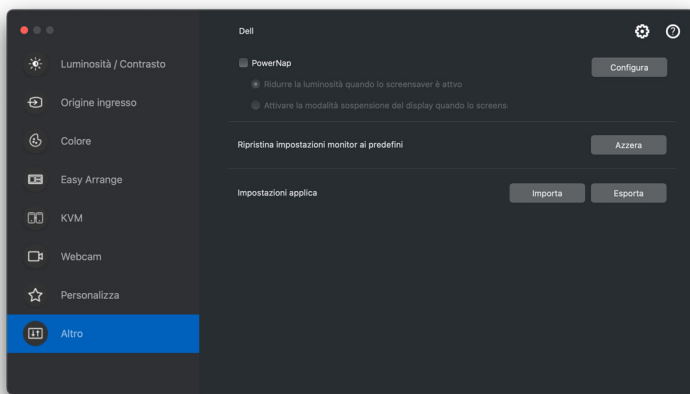 Dell
Luminosità / Contrasto
Origine ingresso
Colore
Easy Arrange
KVM
Webcam
Personalizza
Altro
PowerNap
Configura
Ridurre la luminosità quando lo screensaver è attvo
Attivare la modalità sospensione del display quando lo screens
Ripristina impostazioni monitor ai predefini
Azzera
Impostazioni applica
Importa
Esporta